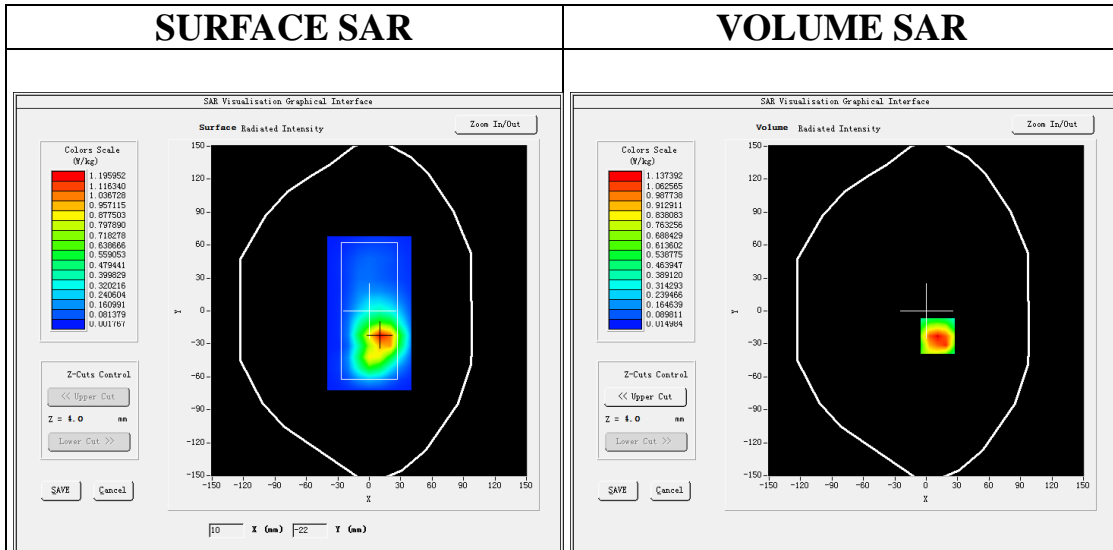 SURFACE SAR
VOLUME SAR
SAR Visualisation Graphical Interface
Surface Radiated Intensity
Zoom In/Out
Colors Scale
(W/kg)
1.195952
1.116340
1.036728
0.957115
0.877503
0.797890
0.718278
0.638666
0.559053
0.479441
0.399829
0.320216
0.240604
0.160991
0.081379
0.001767
Z-Cuts Control
<< Upper Cut
Z = 4.0 mm
Lower Cut >>
SAVE Cancel
150
120
90
60
30
0
-30
-60
-90
-120
-150
Y
-150 -120 -90 -60 -30 0 30 60 90 120 150
X
10 X (mm) -22 Y (mm)
SAR Visualisation Graphical Interface
Volume Radiated Intensity
Zoom In/Out
Colors Scale
(W/kg)
1.137392
1.062565
0.987738
0.912911
0.838083
0.763256
0.688429
0.613602
0.538775
0.463947
0.389120
0.314293
0.239466
0.164639
0.089811
0.014984
Z-Cuts Control
<< Upper Cut
Z = 4.0 mm
Lower Cut >>
SAVE Cancel
150
120
90
60
30
0
-30
-60
-90
-120
-150
Y
-150 -120 -90 -60 -30 0 30 60 90 120 150
X